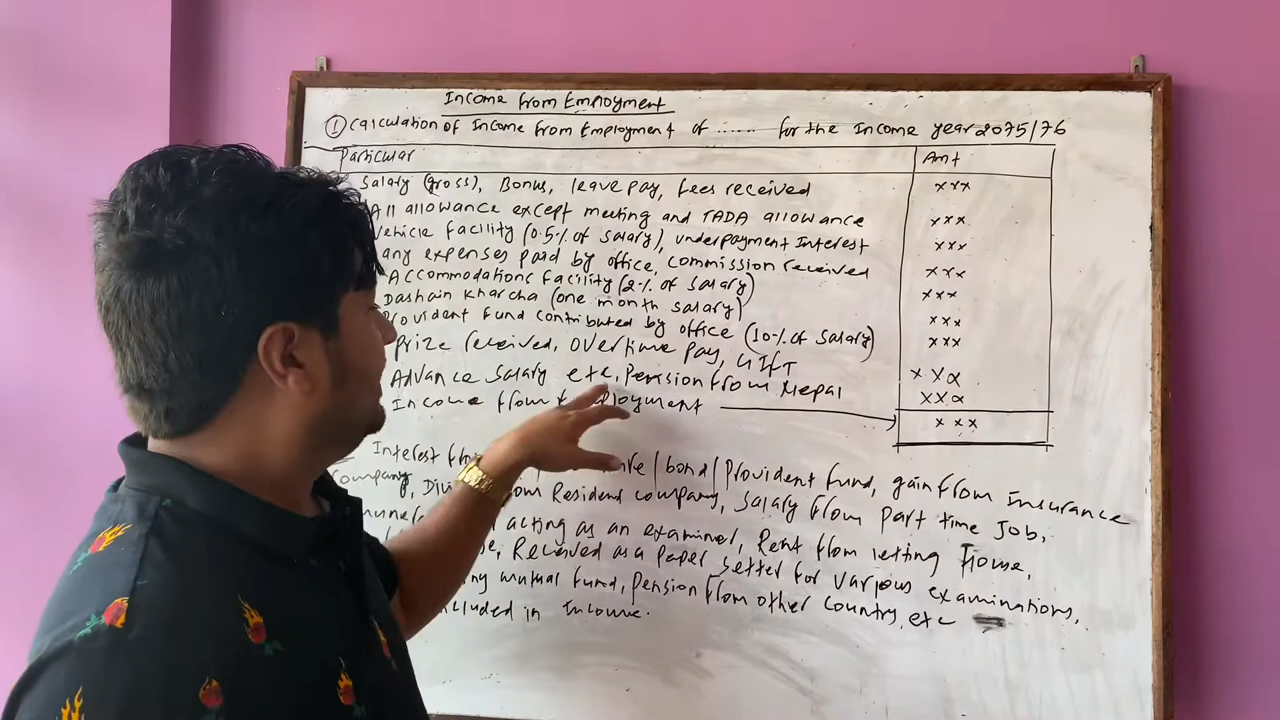 Income from Employment
① Calculation of Income from Employment of ...... for the Income year 2075/76
Particular Amt
Salary (gross), Bonus, leave pay, fees received xxx
All allowance except meeting and TADA allowance xxx
Vehicle facility (0.5% of salary), underpayment Interest xxx
any expenses paid by office, commission received xxx
Accommodations facility (2% of salary) xxx
Dashain Kharcha (one month salary) xxx
Provident fund contributed by office (10% of salary) xxx
Prize received, overtime pay, GIFT xxx
Advance salary etc, Pension from Nepal xxx
Income from Employment xxx
Interest /bond/Provident fund, gain from Insurance
company, from Resident company, salary from part time job,
acting as an examiner, Rent from letting House,
Received as a paper setter for various examinations,
mutual fund, pension from other country, etc
included in Income.